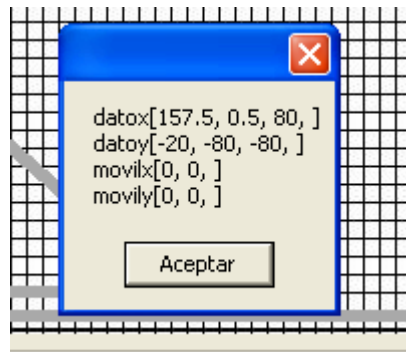 datox[157.5, 0.5, 80, ]
datoy[-20, -80, -80, ]
movilx[0, 0, ]
movily[0, 0, ]
Aceptar